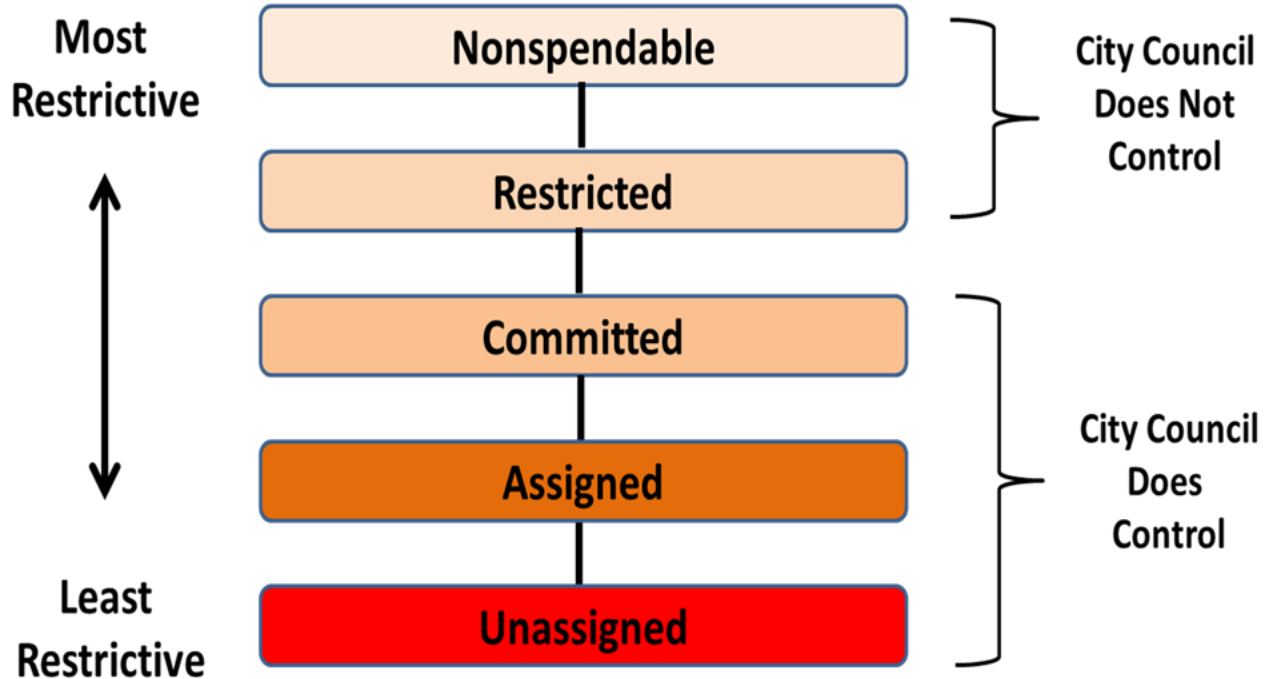 Most
Restrictive
Nonspendable
City Council
Does Not
Control
Restricted
Committed
Assigned
City Council
Does
Control
Least
Restrictive
Unassigned